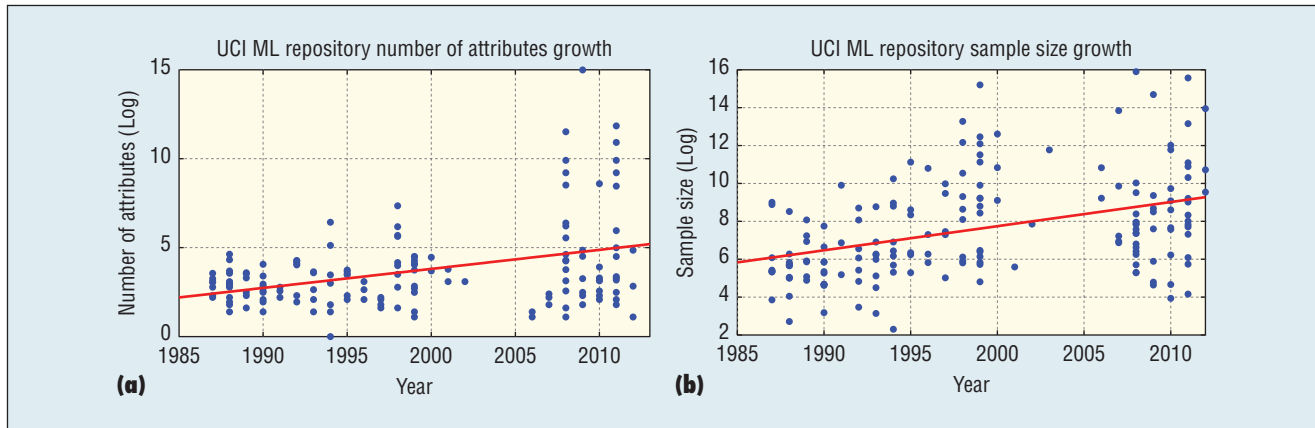 UCI ML repository number of attributes growth
15
10
5
0
Number of attributes (Log)
1985 1990 1995 2000 2005 2010
Year
(a)
UCI ML repository sample size growth
16
14
12
10
8
6
4
2
Sample size (Log)
1985 1990 1995 2000 2005 2010
Year
(b)